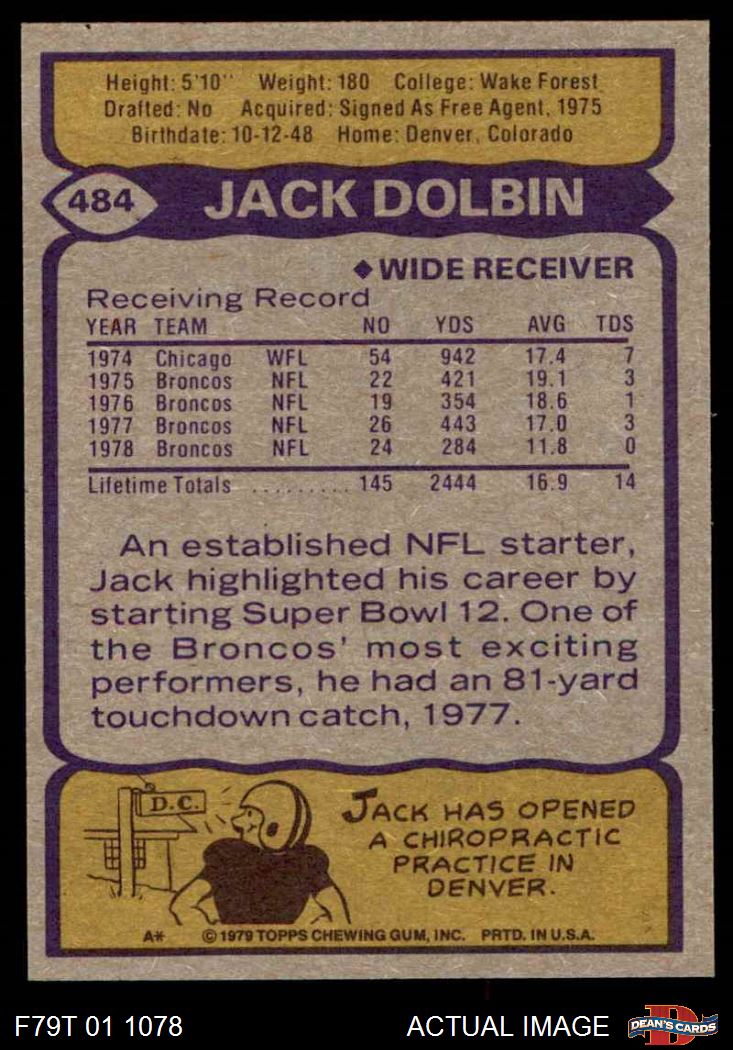 Height: 5'10" Weight: 180 College: Wake Forest
Drafted: No Acquired: Signed As Free Agent, 1975
Birthdate: 10-12-48 Home: Denver, Colorado
484 JACK DOLBIN
◆WIDE RECEIVER
Receiving Record
YEAR TEAM NO YDS AVG TDS
1974 Chicago WFL 54 942 17.4 7
1975 Broncos NFL 22 421 19.1 3
1976 Broncos NFL 19 354 18.6 1
1977 Broncos NFL 26 443 17.0 3
1978 Broncos NFL 24 284 11.8 0
Lifetime Totals .......... 145 2444 16.9 14
An established NFL starter,
Jack highlighted his career by
starting Super Bowl 12. One of
the Broncos' most exciting
performers, he had an 81-yard
touchdown catch, 1977.
D.C.
JACK HAS OPENED
A CHIROPRACTIC
PRACTICE IN
DENVER.
A* © 1979 TOPPS CHEWING GUM, INC. PRTD. IN U.S.A.
F79T 01 1078 ACTUAL IMAGE
D
DEAN'S CARDS